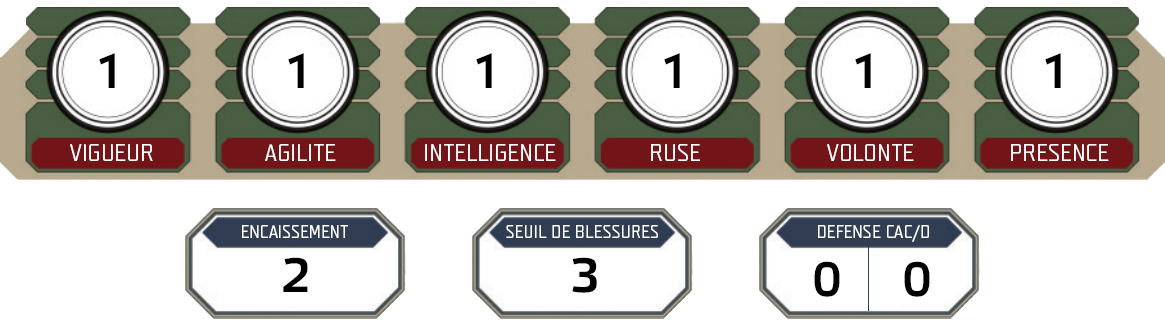 1 1 1 1 1 1
VIGUEUR AGILITE INTELLIGENCE RUSE VOLONTE PRESENCE
ENCAISSEMENT SEUIL DE BLESSURES DEFENSE CAC/D
2 3 0 0